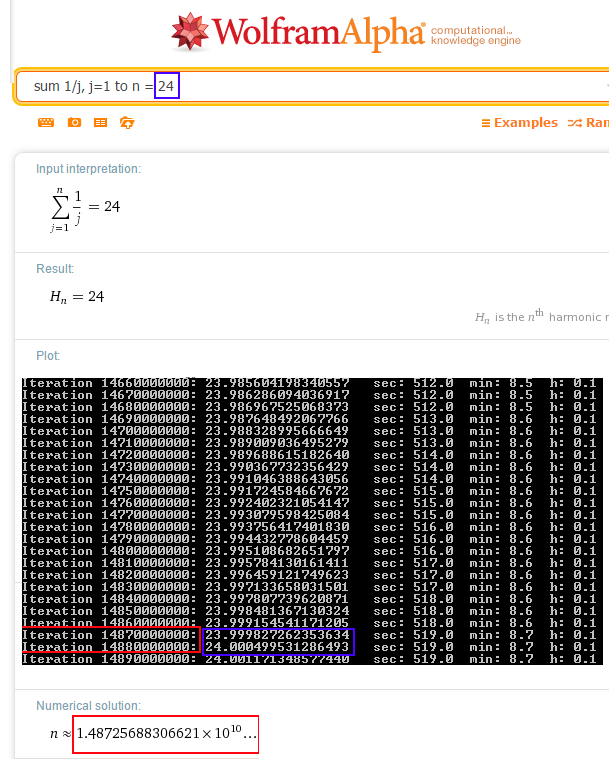 WolframAlpha® computational... knowledge engine
sum 1/j, j=1 to n = 24
Examples Ran
Input interpretation:
n
∑ 1/j = 24
j=1
Result:
Hn = 24
Hn is the nth harmonic n
Plot:
Iteration 14660000000: 23.985604198340557 sec: 512.0 min: 8.5 h: 0.1
Iteration 14670000000: 23.986286094036917 sec: 512.0 min: 8.5 h: 0.1
Iteration 14680000000: 23.986967525068373 sec: 512.0 min: 8.5 h: 0.1
Iteration 14690000000: 23.987648492067766 sec: 513.0 min: 8.6 h: 0.1
Iteration 14700000000: 23.988328995666649 sec: 513.0 min: 8.6 h: 0.1
Iteration 14710000000: 23.989009036495279 sec: 513.0 min: 8.6 h: 0.1
Iteration 14720000000: 23.989688615182640 sec: 514.0 min: 8.6 h: 0.1
Iteration 14730000000: 23.990367732356429 sec: 514.0 min: 8.6 h: 0.1
Iteration 14740000000: 23.991046388643056 sec: 514.0 min: 8.6 h: 0.1
Iteration 14750000000: 23.991724584667672 sec: 515.0 min: 8.6 h: 0.1
Iteration 14760000000: 23.992402321054147 sec: 515.0 min: 8.6 h: 0.1
Iteration 14770000000: 23.993079598425084 sec: 515.0 min: 8.6 h: 0.1
Iteration 14780000000: 23.993756417401830 sec: 516.0 min: 8.6 h: 0.1
Iteration 14790000000: 23.994432778604459 sec: 516.0 min: 8.6 h: 0.1
Iteration 14800000000: 23.995108682651797 sec: 516.0 min: 8.6 h: 0.1
Iteration 14810000000: 23.995784130161411 sec: 517.0 min: 8.6 h: 0.1
Iteration 14820000000: 23.996459121749623 sec: 517.0 min: 8.6 h: 0.1
Iteration 14830000000: 23.997133658031501 sec: 517.0 min: 8.6 h: 0.1
Iteration 14840000000: 23.997807739620871 sec: 518.0 min: 8.6 h: 0.1
Iteration 14850000000: 23.998481367130324 sec: 518.0 min: 8.6 h: 0.1
Iteration 14860000000: 23.999154541171205 sec: 518.0 min: 8.6 h: 0.1
Iteration 14870000000: 23.999827262353634 sec: 519.0 min: 8.7 h: 0.1
Iteration 14880000000: 24.000499531286493 sec: 519.0 min: 8.7 h: 0.1
Iteration 14890000000: 24.001171348577440 sec: 519.0 min: 8.7 h: 0.1
Numerical solution:
n ≈ 1.48725688306621×10^10...